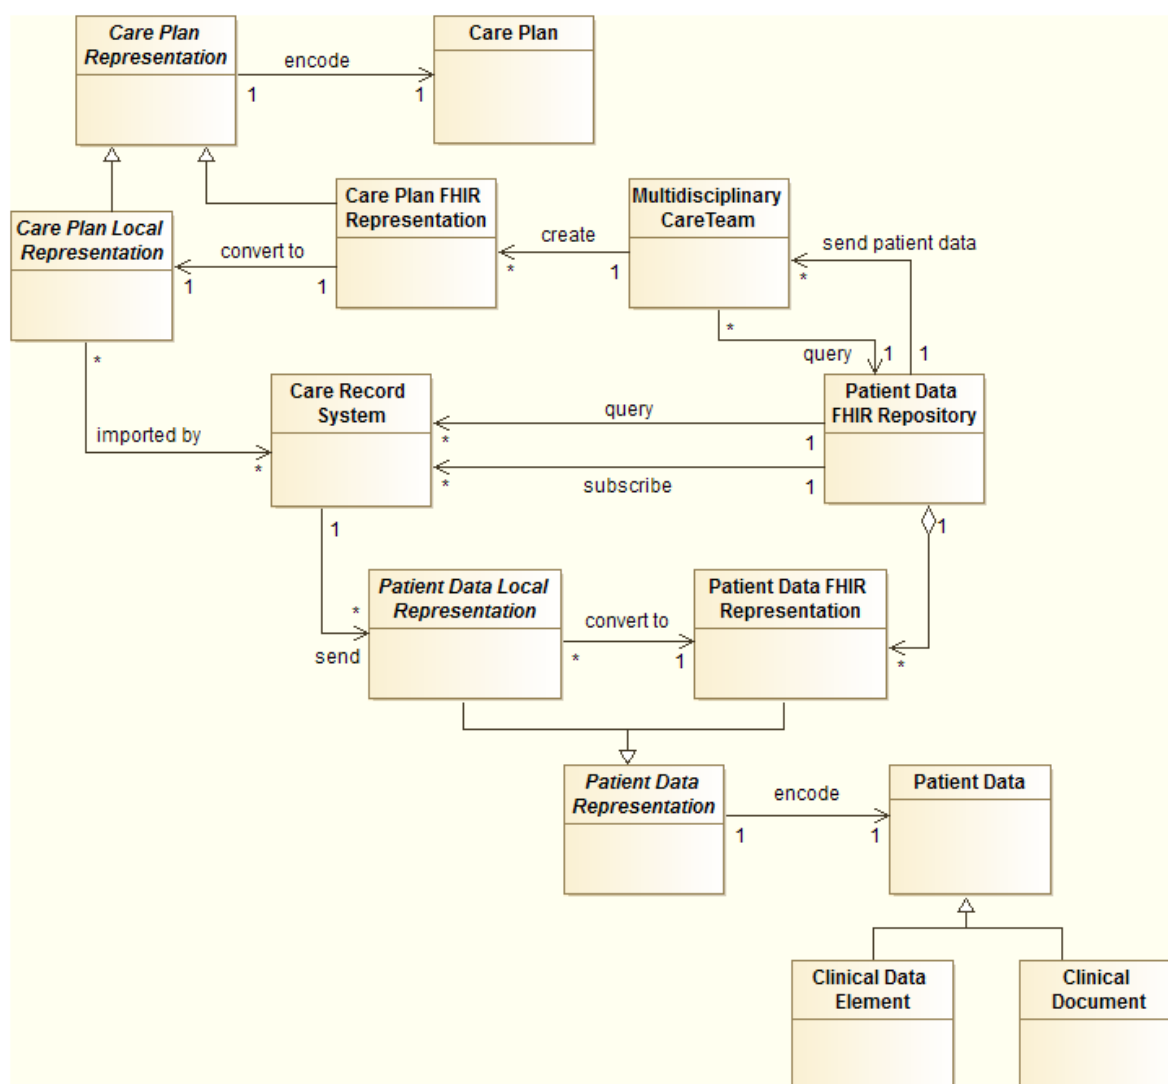 Care Plan
Representation
encode
1
1
Care Plan
Care Plan Local
Representation
convert to
1
1
Care Plan FHIR
Representation
create
*
1
Multidisciplinary
CareTeam
send patient data
*
1
*
query
1
*
imported by
*
Care Record
System
query
*
1
subscribe
*
1
Patient Data
FHIR Repository
1
1
*
send
Patient Data Local
Representation
convert to
*
1
Patient Data FHIR
Representation
*
Patient Data
Representation
encode
1
1
Patient Data
Clinical Data
Element
Clinical
Document